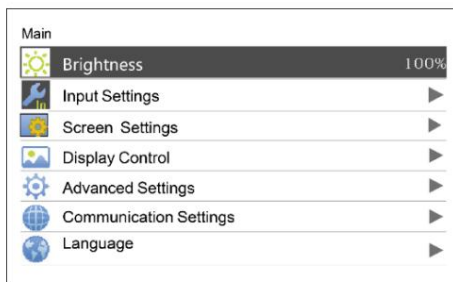 Main
Brightness 100%
Input Settings
Screen Settings
Display Control
Advanced Settings
Communication Settings
Language